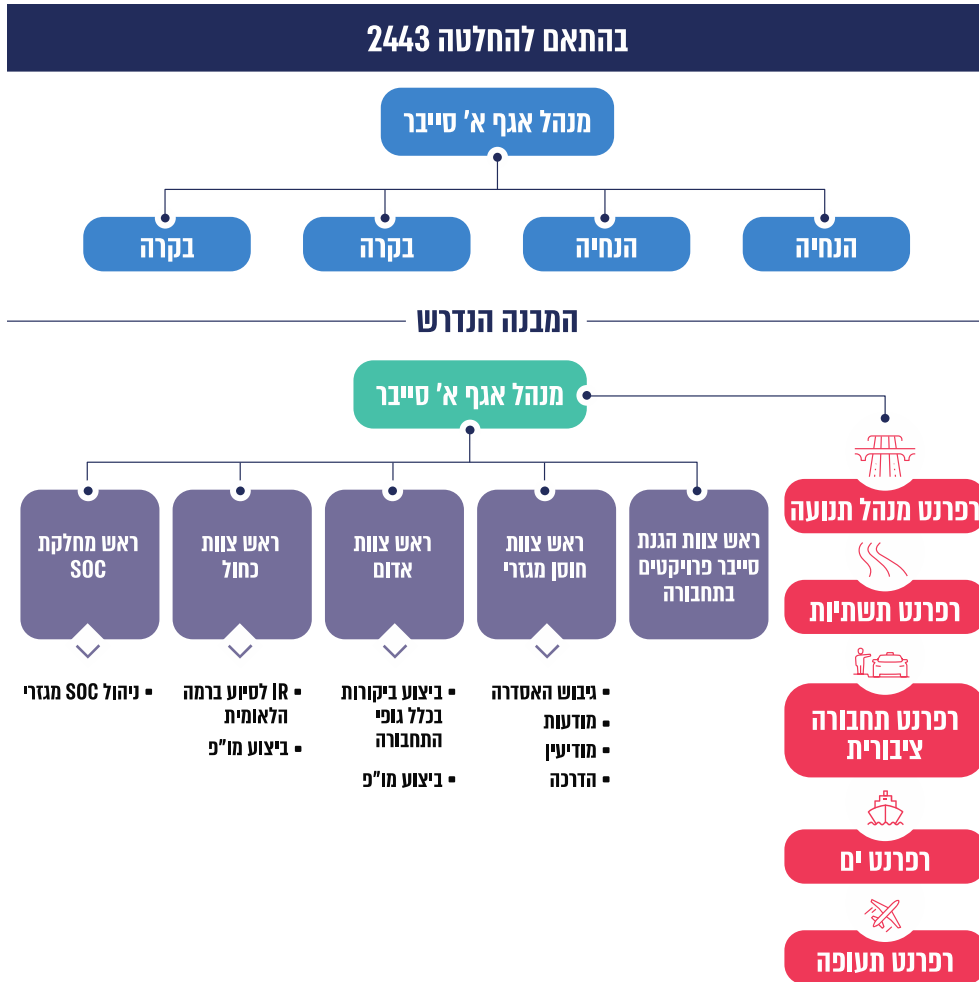 בהתאם להחלטה 2443
מנהל אגף א' סייבר
הנחיה
הנחיה
בקרה
בקרה
המבנה הנדרש
מנהל אגף א' סייבר
רפרנט מנהל תנועה
רפרנט תשתיות
רפרנט תחבורה
ציבורית
רפרנט ים
רפרנט תעופה
ראש צוות הגנת
סייבר פרויקטים
בתחבורה
ראש צוות
חוסן מגזרי
▪ גיבוש האסדרה
▪ מודעות
▪ מודיעין
▪ הדרכה
ראש צוות
אדום
▪ ביצוע ביקורות
בכלל גופי
התחבורה
▪ ביצוע מו"פ
ראש צוות
כחול
▪ IR לסיוע ברמה
הלאומית
▪ ביצוע מו"פ
ראש מחלקת
SOC
▪ ניהול SOC מגזרי